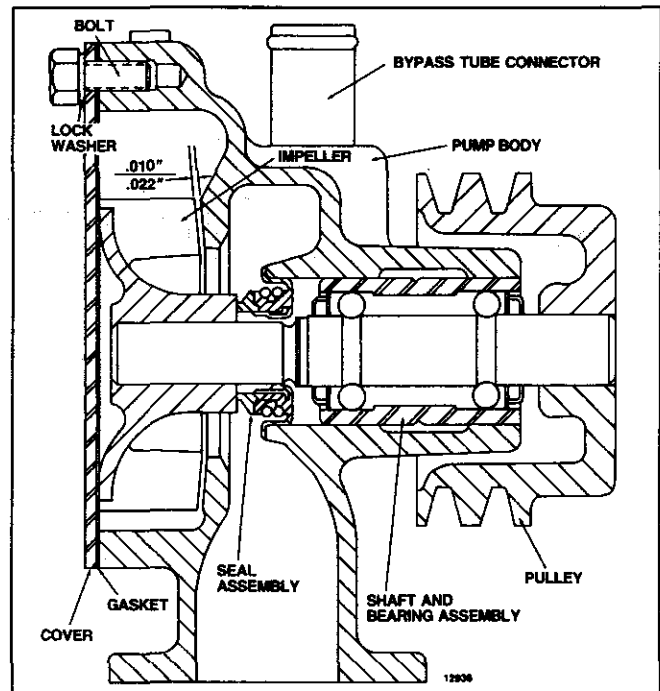 BOLT
BYPASS TUBE CONNECTOR
LOCK
WASHER
PUMP BODY
IMPELLER
.010"
.022"
SEAL
ASSEMBLY
PULLEY
SHAFT AND
BEARING ASSEMBLY
GASKET
COVER
12936